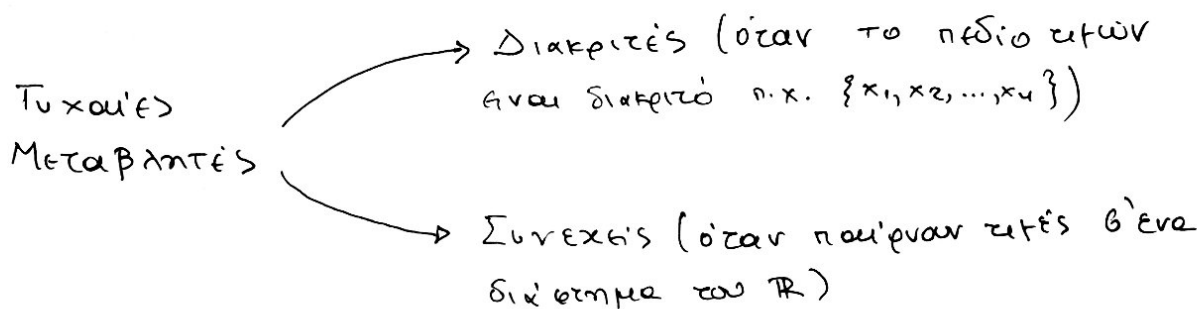 Διακριτές (όταν το πεδίο τιμών
είναι διακριτό π.χ. {x₁, x₂, ..., xₙ})
Τυχαίες
Μεταβλητές
Συνεχείς (όταν παίρνουν τιμές σ' ένα
διάστημα του ℝ)